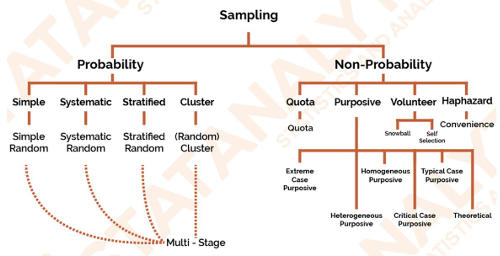 Sampling
Probability
Non-Probability
Simple
Systematic
Stratified
Cluster
Quota
Purposive
Volunteer
Haphazard
Simple
Random
Systematic
Random
Stratified
Random
(Random)
Cluster
Quota
Snowball
Self
Selection
Convenience
Extreme
Case
Purposive
Homogeneous
Purposive
Typical Case
Purposive
Heterogeneous
Purposive
Critical Case
Purposive
Theoretical
Multi - Stage